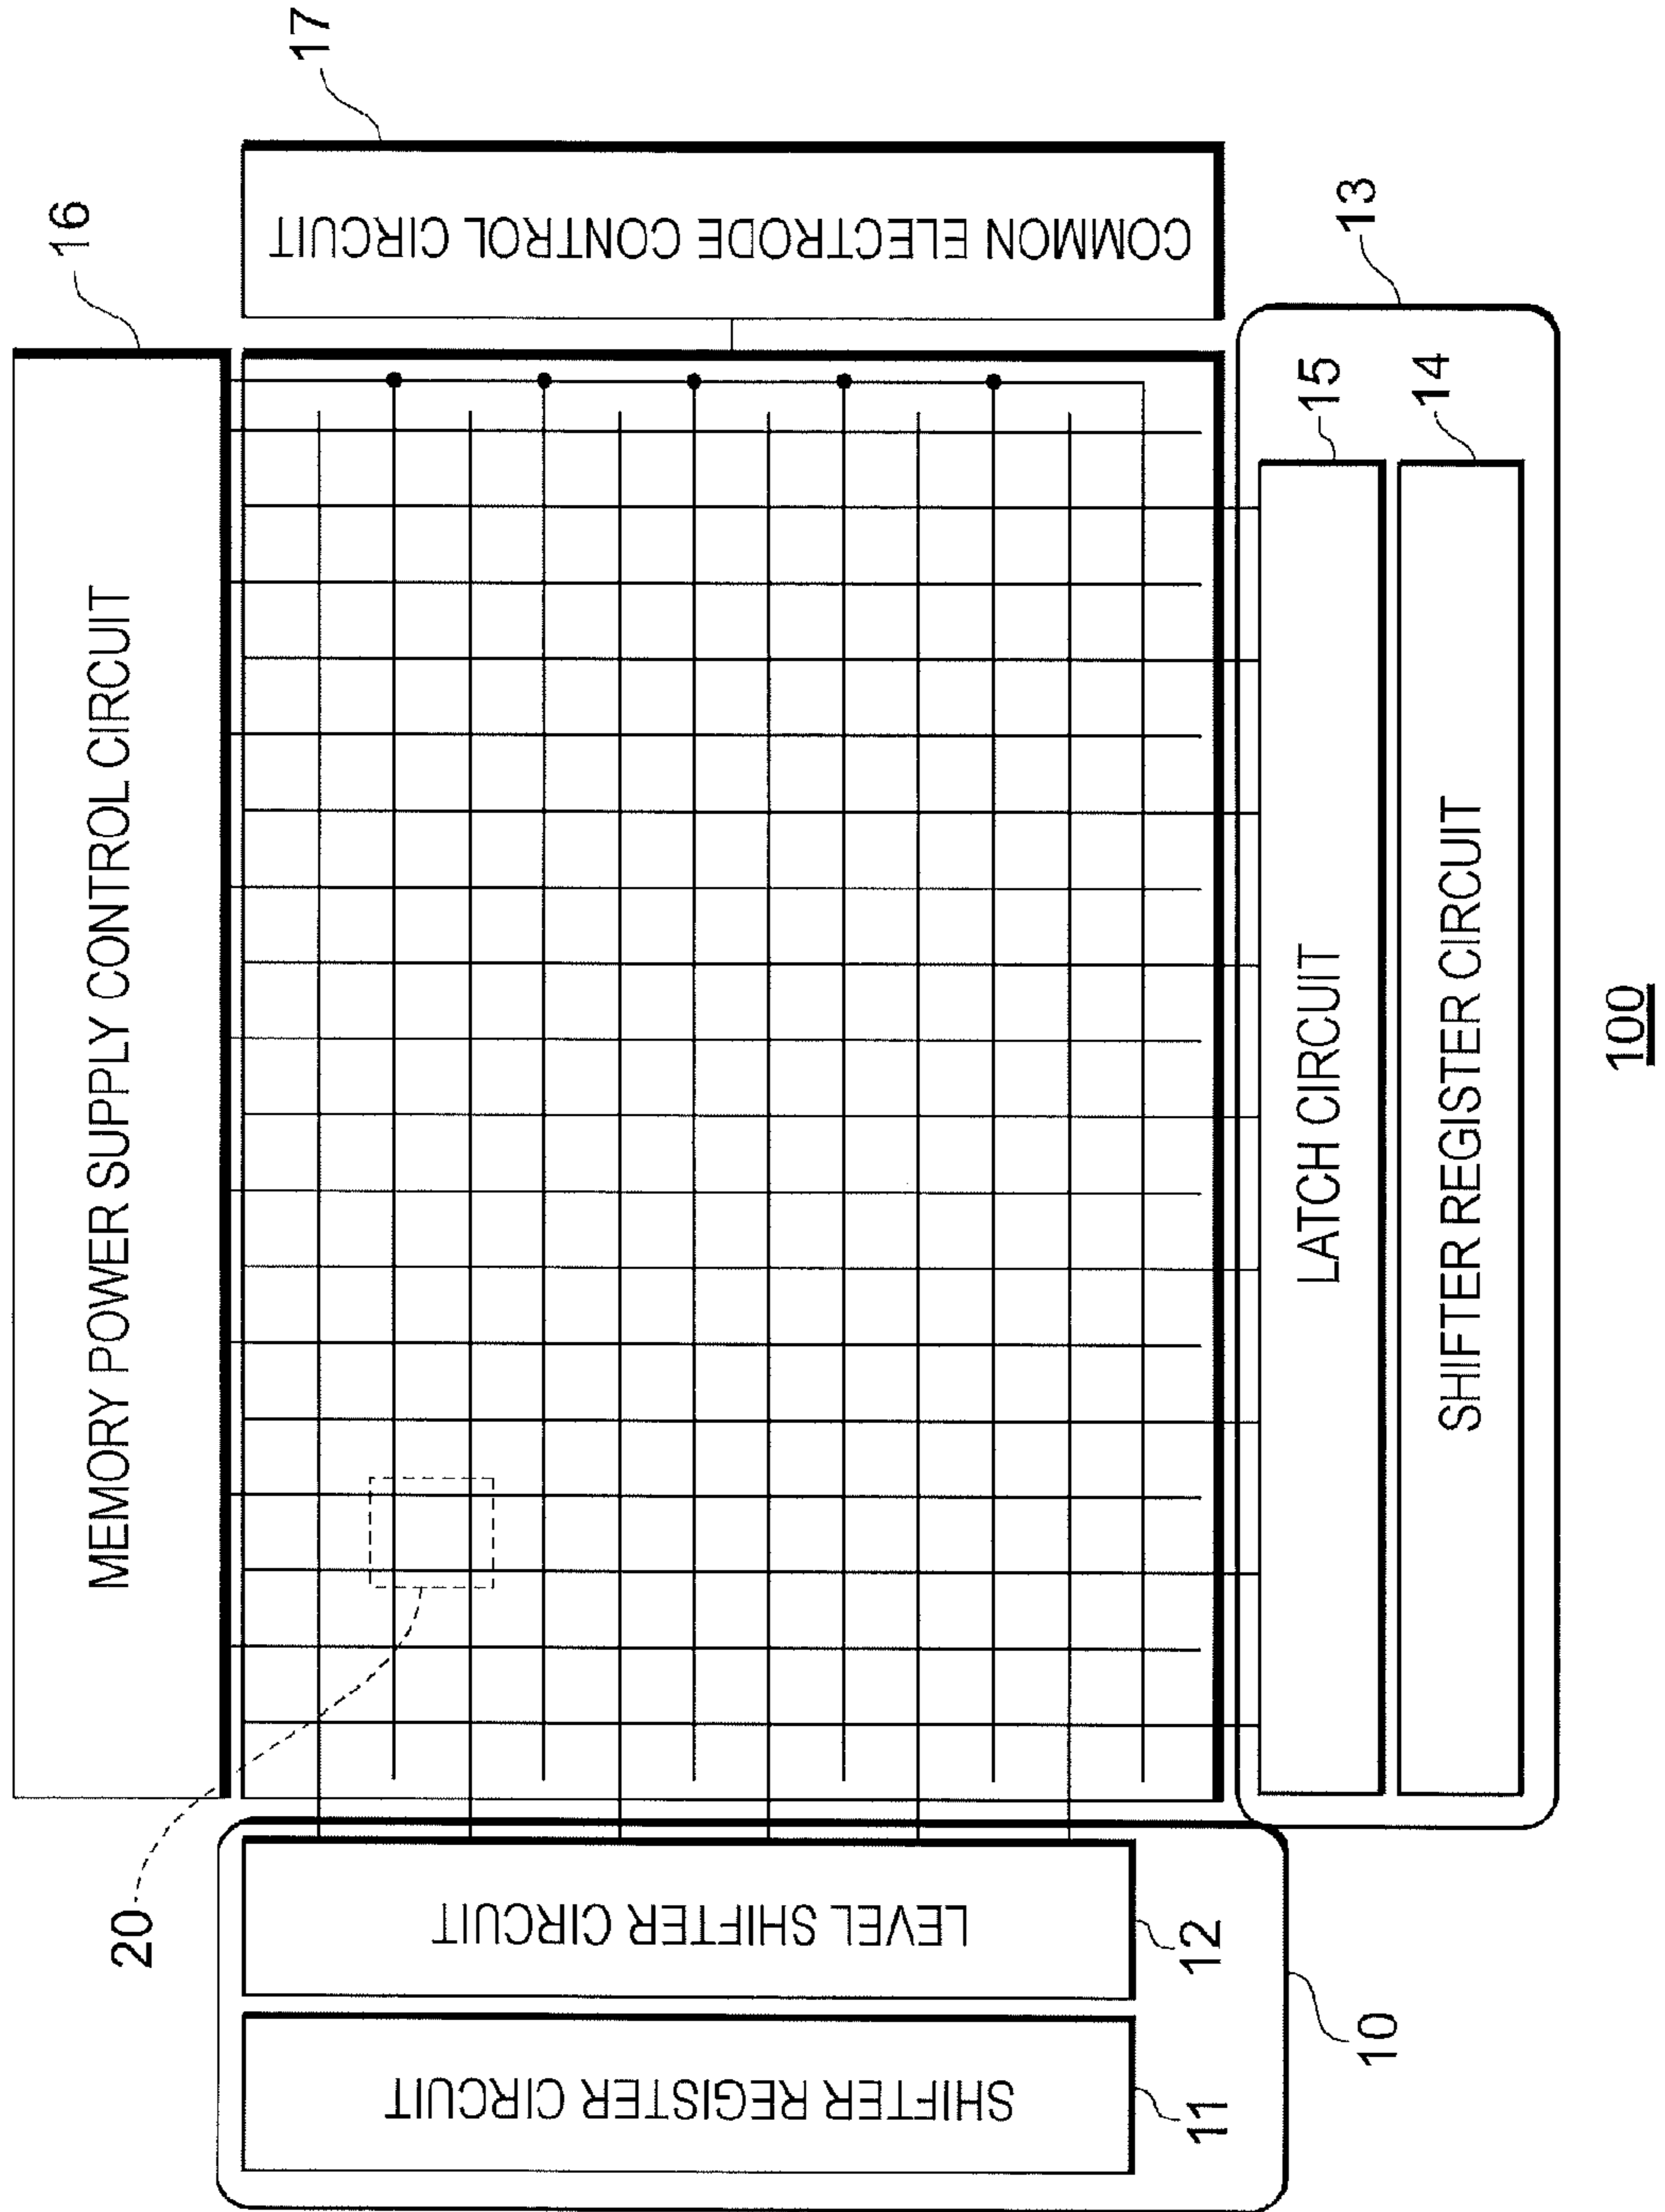 16
MEMORY POWER SUPPLY CONTROL CIRCUIT
17
COMMON ELECTRODE CONTROL CIRCUIT
20
SHIFTER REGISTER CIRCUIT
LEVEL SHIFTER CIRCUIT
11
12
10
13
LATCH CIRCUIT
15
SHIFTER REGISTER CIRCUIT
14
100